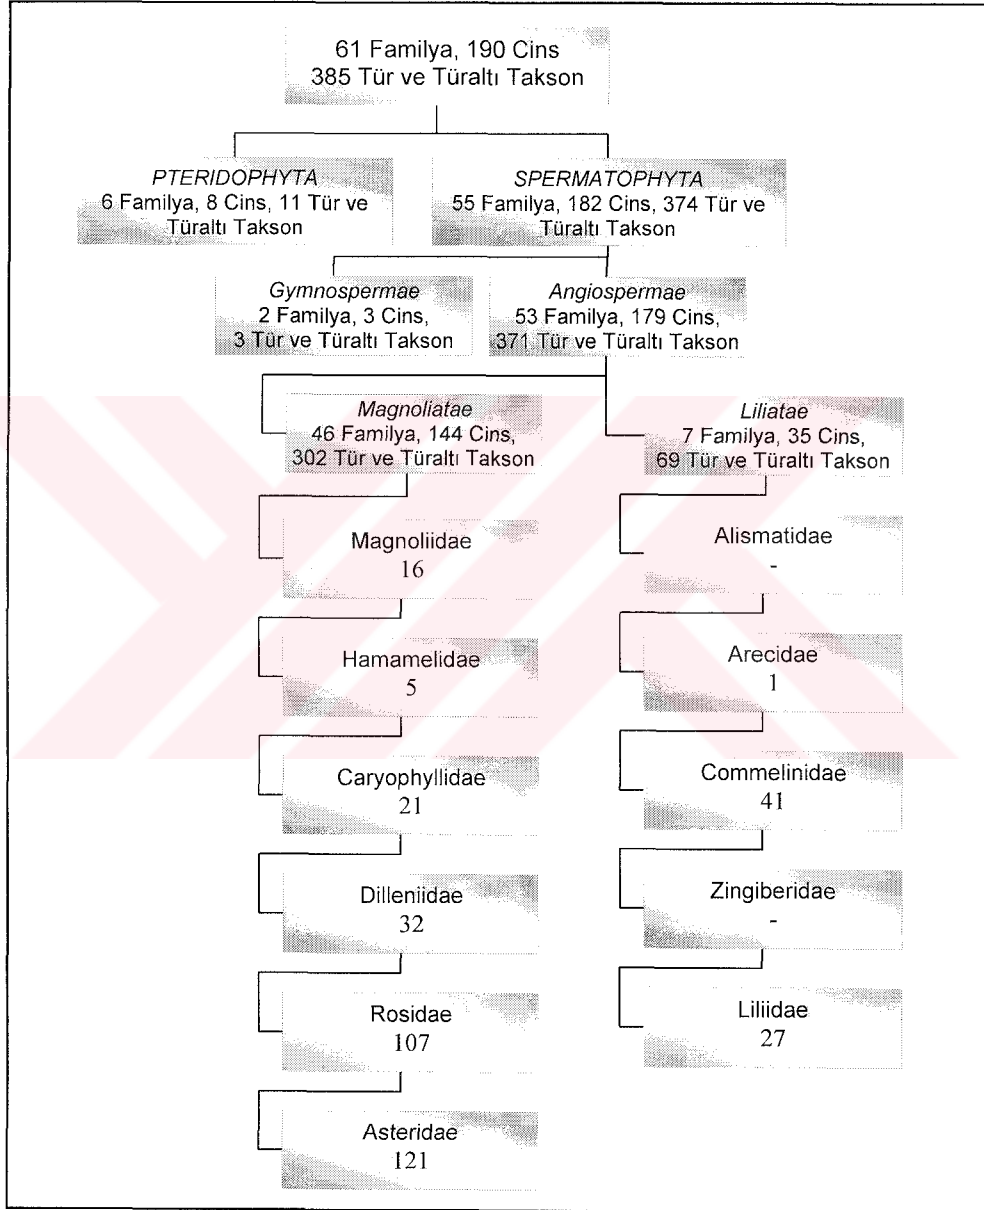 61 Familya, 190 Cins
385 Tür ve Türaltı Takson
PTERIDOPHYTA
6 Familya, 8 Cins, 11 Tür ve
Türaltı Takson
SPERMATOPHYTA
55 Familya, 182 Cins, 374 Tür ve
Türaltı Takson
Gymnospermae
2 Familya, 3 Cins,
3 Tür ve Türaltı Takson
Angiospermae
53 Familya, 179 Cins,
371 Tür ve Türaltı Takson
Magnoliatae
46 Familya, 144 Cins,
302 Tür ve Türaltı Takson
Liliatae
7 Familya, 35 Cins,
69 Tür ve Türaltı Takson
Magnoliidae
16
Hamamelidae
5
Caryophyllidae
21
Dilleniidae
32
Rosidae
107
Asteridae
121
Alismatidae
-
Arecidae
1
Commelinidae
41
Zingiberidae
-
Liliidae
27